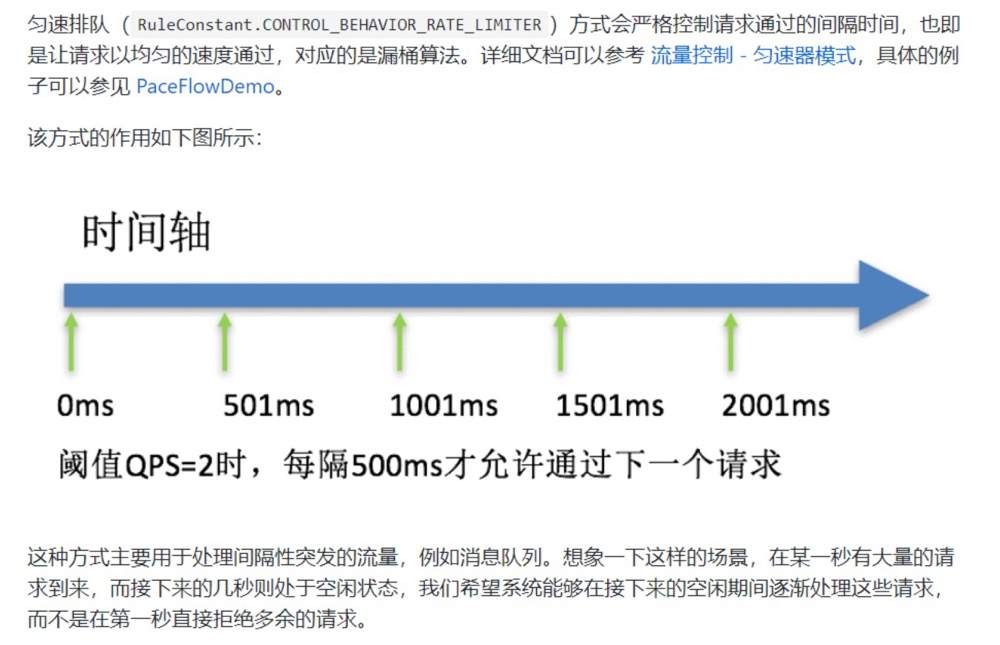 匀速排队（RuleConstant.CONTROL_BEHAVIOR_RATE_LIMITER）方式会严格控制请求通过的间隔时间，也即
是让请求以均匀的速度通过，对应的是漏桶算法。详细文档可以参考 流量控制 - 匀速器模式，具体的例
子可以参见 PaceFlowDemo。
该方式的作用如下图所示：
时间轴
0ms 501ms 1001ms 1501ms 2001ms
阈值QPS=2时，每隔500ms才允许通过下一个请求
这种方式主要用于处理间隔性突发的流量，例如消息队列。想象一下这样的场景，在某一秒有大量的请
求到来，而接下来的几秒则处于空闲状态，我们希望系统能够在接下来的空闲期间逐渐处理这些请求，
而不是在第一秒直接拒绝多余的请求。